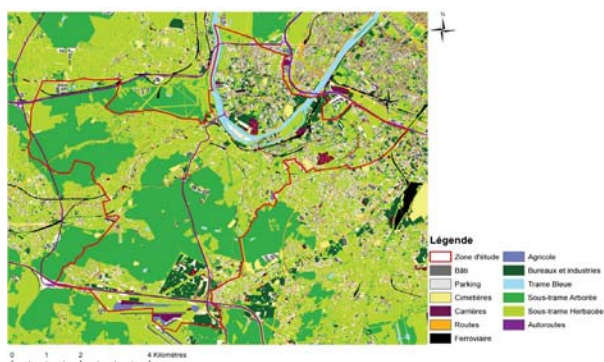 N
Légende
Zone d'étude
Bâti
Parking
Cimetières
Carrières
Routes
Ferroviaire
Agricole
Bureaux et industries
Trame Bleue
Sous-trame Arborée
Sous-trame Herbacée
Autoroutes
0 1 2 4 Kilomètres